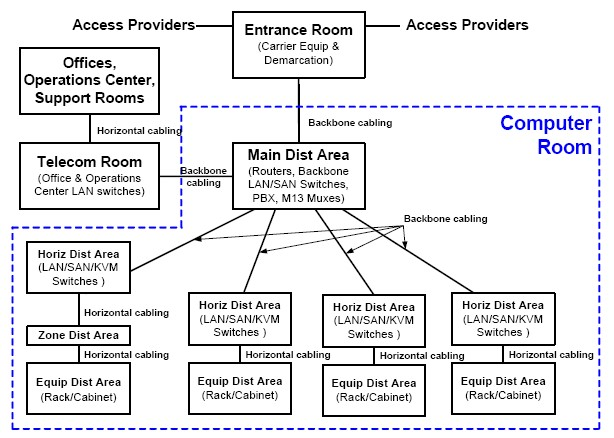 Access Providers
Entrance Room
(Carrier Equip &
Demarcation)
Access Providers
Offices,
Operations Center,
Support Rooms
Horizontal cabling
Backbone cabling
Computer
Room
Telecom Room
(Office & Operations
Center LAN switches)
Backbone
cabling
Main Dist Area
(Routers, Backbone
LAN/SAN Switches,
PBX, M13 Muxes)
Backbone cabling
Horiz Dist Area
(LAN/SAN/KVM
Switches )
Horizontal cabling
Zone Dist Area
Horizontal cabling
Equip Dist Area
(Rack/Cabinet)
Horiz Dist Area
(LAN/SAN/KVM
Switches )
Horizontal cabling
Equip Dist Area
(Rack/Cabinet)
Horiz Dist Area
(LAN/SAN/KVM
Switches )
Horizontal cabling
Equip Dist Area
(Rack/Cabinet)
Horiz Dist Area
(LAN/SAN/KVM
Switches )
Horizontal cabling
Equip Dist Area
(Rack/Cabinet)